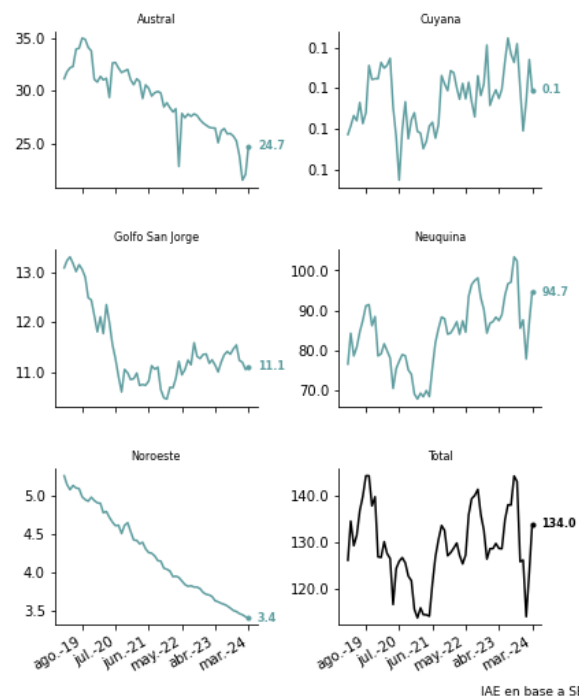 Austral
35.0
30.0
25.0
24.7
Cuyana
0.1
0.1
0.1
0.1
0.1
Golfo San Jorge
13.0
12.0
11.0
11.1
Neuquina
100.0
90.0
80.0
70.0
94.7
Noroeste
5.0
4.5
4.0
3.5
3.4
ago.-19
jul.-20
jun.-21
may.-22
abr.-23
mar.-24
Total
140.0
130.0
120.0
134.0
ago.-19
jul.-20
jun.-21
may.-22
abr.-23
mar.-24
IAE en base a SE